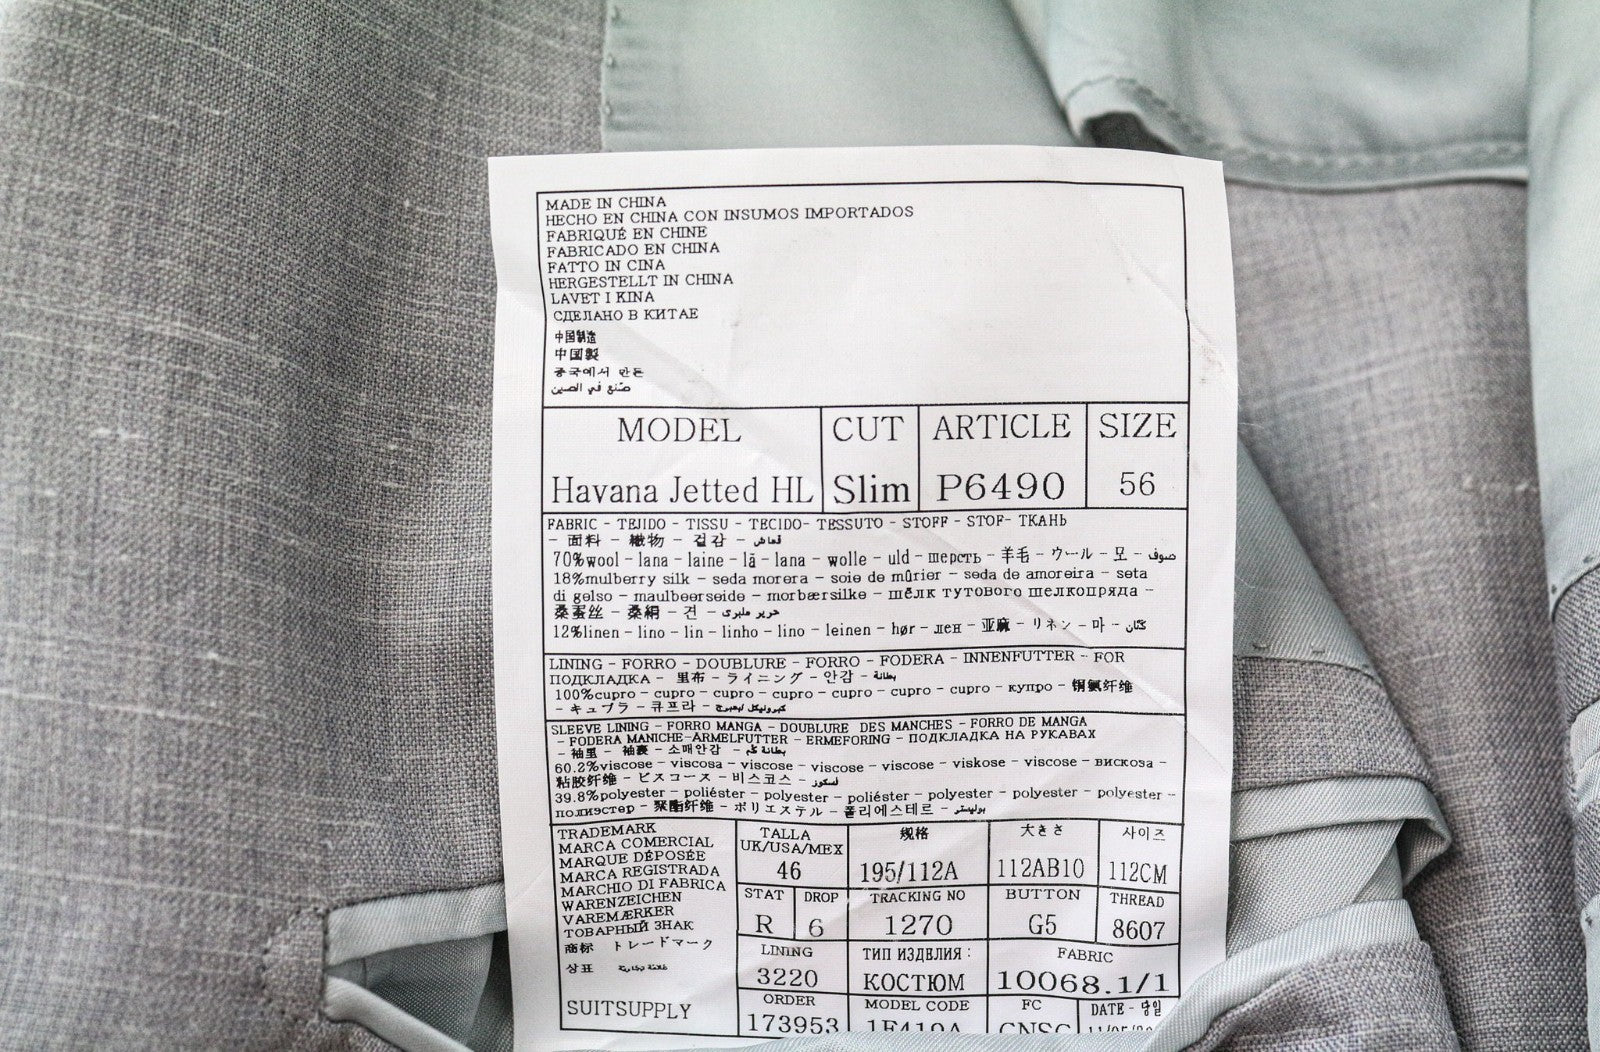 MADE IN CHINA
HECHO EN CHINA CON INSUMOS IMPORTADOS
FABRIQUÉ EN CHINE
FABRICADO EN CHINA
FATTO IN CINA
HERGESTELLT IN CHINA
LAVET I KINA
СДЕЛАНО В КИТАЕ
中国制造
中国製
중국에서 만든
صنع في الصين
MODEL CUT ARTICLE SIZE
Havana Jetted HL Slim P6490 56
FABRIC - TEJIDO - TISSU - TECIDO- TESSUTO - STOFF - STOF- ТКАНЬ
- 面料 - 織物 - 겉감 - قماش
70%wool - lana - laine - lã - lana - wolle - uld - шерсть - 羊毛 - ウール - 모 - صوف
18%mulberry silk - seda morera - soie de mûrier - seda de amoreira - seta
di gelso - maulbeerseide - morbærsilke - шёлк тутового шелкопряда -
桑蚕丝 - 桑絹 - 견 - حرير ملبري
12%linen - lino - lin - linho - lino - leinen - hør - лен - 亚麻 - リネン - 마 - كتان
LINING - FORRO - DOUBLURE - FORRO - FODERA - INNENFUTTER - FOR
ПОДКЛАДКА - 里布 - ライニング - 안감 - بطانة
100%cupro - cupro - cupro - cupro - cupro - cupro - cupro - купро - 铜氨纤维
- キュプラ - 큐프라 -
SLEEVE LINING - FORRO MANGA - DOUBLURE DES MANCHES - FORRO DE MANGA
- FODERA MANICHE-ARMELFUTTER - ERMEFORING - ПОДКЛАДКА НА РУКАВАХ
- 袖里 - 袖裏 - 소매안감 - بطانة كم
60.2%viscose - viscosa - viscose - viscose - viscose - viskose - viscose - вискоза -
粘胶纤维 - ビスコース - 비스코스 -
39.8%polyester - poliéster - polyester - poliéster - polyester - polyester - polyester -
полиэстер - 聚酯纤维 - ポリエステル - 폴리에스테르 - بوليستر
TRADEMARK
MARCA COMERCIAL
MARQUE DÉPOSÉE
MARCA REGISTRADA
MARCHIO DI FABRICA
WARENZEICHEN
VAREMÆRKER
ТОВАРНЫЙ ЗНАК
商标 トレードマーク
상표
SUITSUPPLY
TALLA 规格 大きさ 사이즈
UK/USA/MEX
46 195/112A 112AB10 112CM
STAT DROP TRACKING NO BUTTON THREAD
R 6 1270 G5 8607
LINING ТИП ИЗДЕЛИЯ : FABRIC
3220 КОСТЮМ 10068.1/1
ORDER MODEL CODE FC DATE -
173953 1F419A CNSC